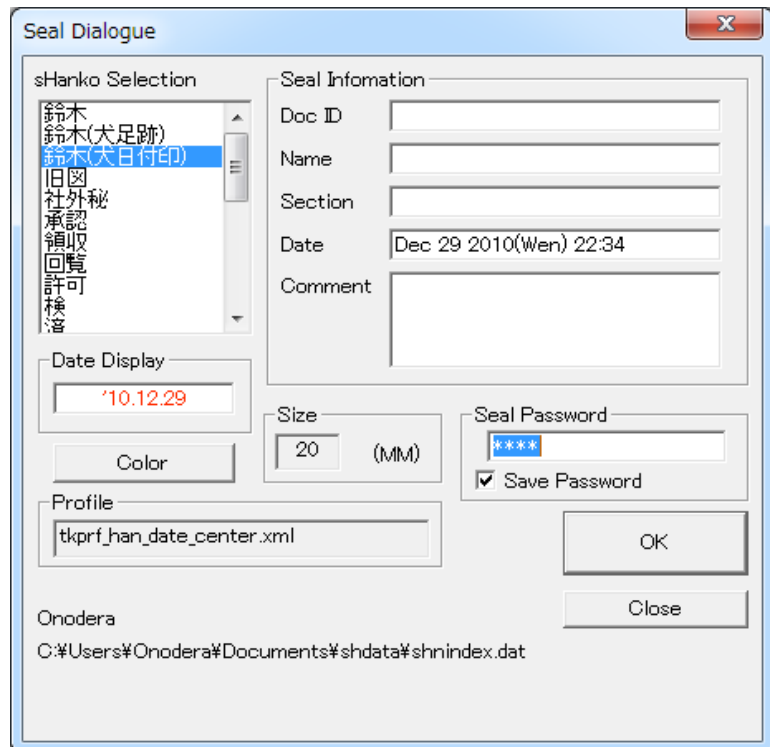 Seal Dialogue
sHanko Selection
鈴木
鈴木(犬足跡)
鈴木(犬日付印)
旧図
社外秘
承認
領収
回覧
許可
検
済
Seal Infomation
Doc ID
Name
Section
Date
Dec 29 2010(Wen) 22:34
Comment
Date Display
'10.12.29
Color
Size
20
(MM)
Seal Password
****
Save Password
Profile
tkprf_han_date_center.xml
OK
Close
Onodera
C:¥Users¥Onodera¥Documents¥shdata¥shnindex.dat